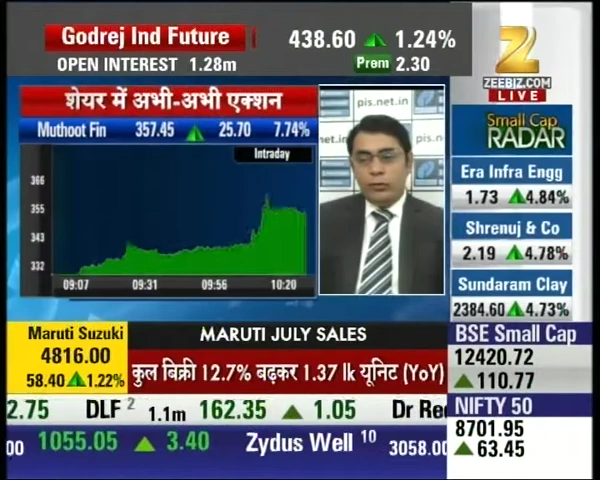 Godrej Ind Future
438.60 1.24%
OPEN INTEREST 1.28m
Prem 2.30
Z
ZEEBIZ.COM
LIVE
शेयर में अभी-अभी एक्शन
Muthoot Fin 357.45 25.70 7.74%
Intraday
366
355
343
332
09:07 09:31 09:56 10:20
pis.net.in
Small Cap
RADAR
Era Infra Engg
1.73 4.84%
Shrenuj & Co
2.19 4.78%
Sundaram Clay
2384.60 4.73%
Maruti Suzuki
4816.00
58.40 1.22%
MARUTI JULY SALES
कुल बिक्री 12.7% बढ़कर 1.37 lk यूनिट (YoY)
BSE Small Cap
12420.72
110.77
2.75 DLF 2 1.1m 162.35 1.05 Dr Re
NIFTY 50
8701.95
63.45
00 1055.05 3.40 Zydus Well 10 3058.00